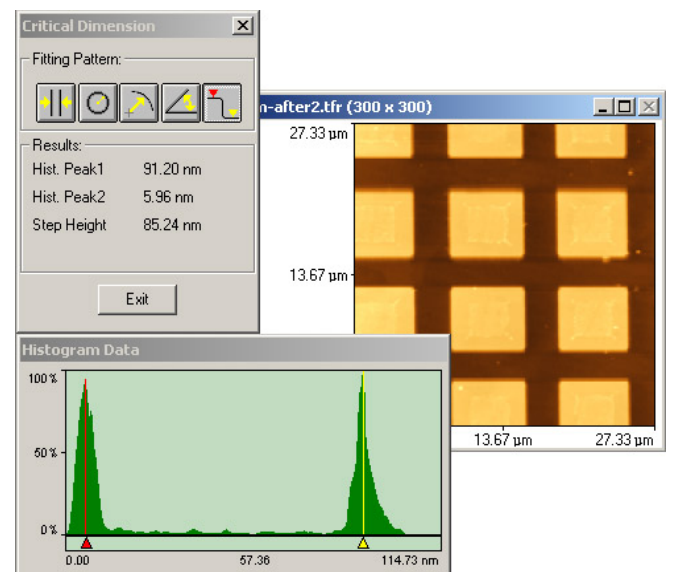 Critical Dimension
Fitting Pattern:
Results:
Hist. Peak1 91.20 nm
Hist. Peak2 5.96 nm
Step Height 85.24 nm
Exit
m-after2.tfr (300 x 300)
27.33 µm
13.67 µm
13.67 µm 27.33 µm
Histogram Data
100 %
50 %
0 %
0.00 57.36 114.73 nm